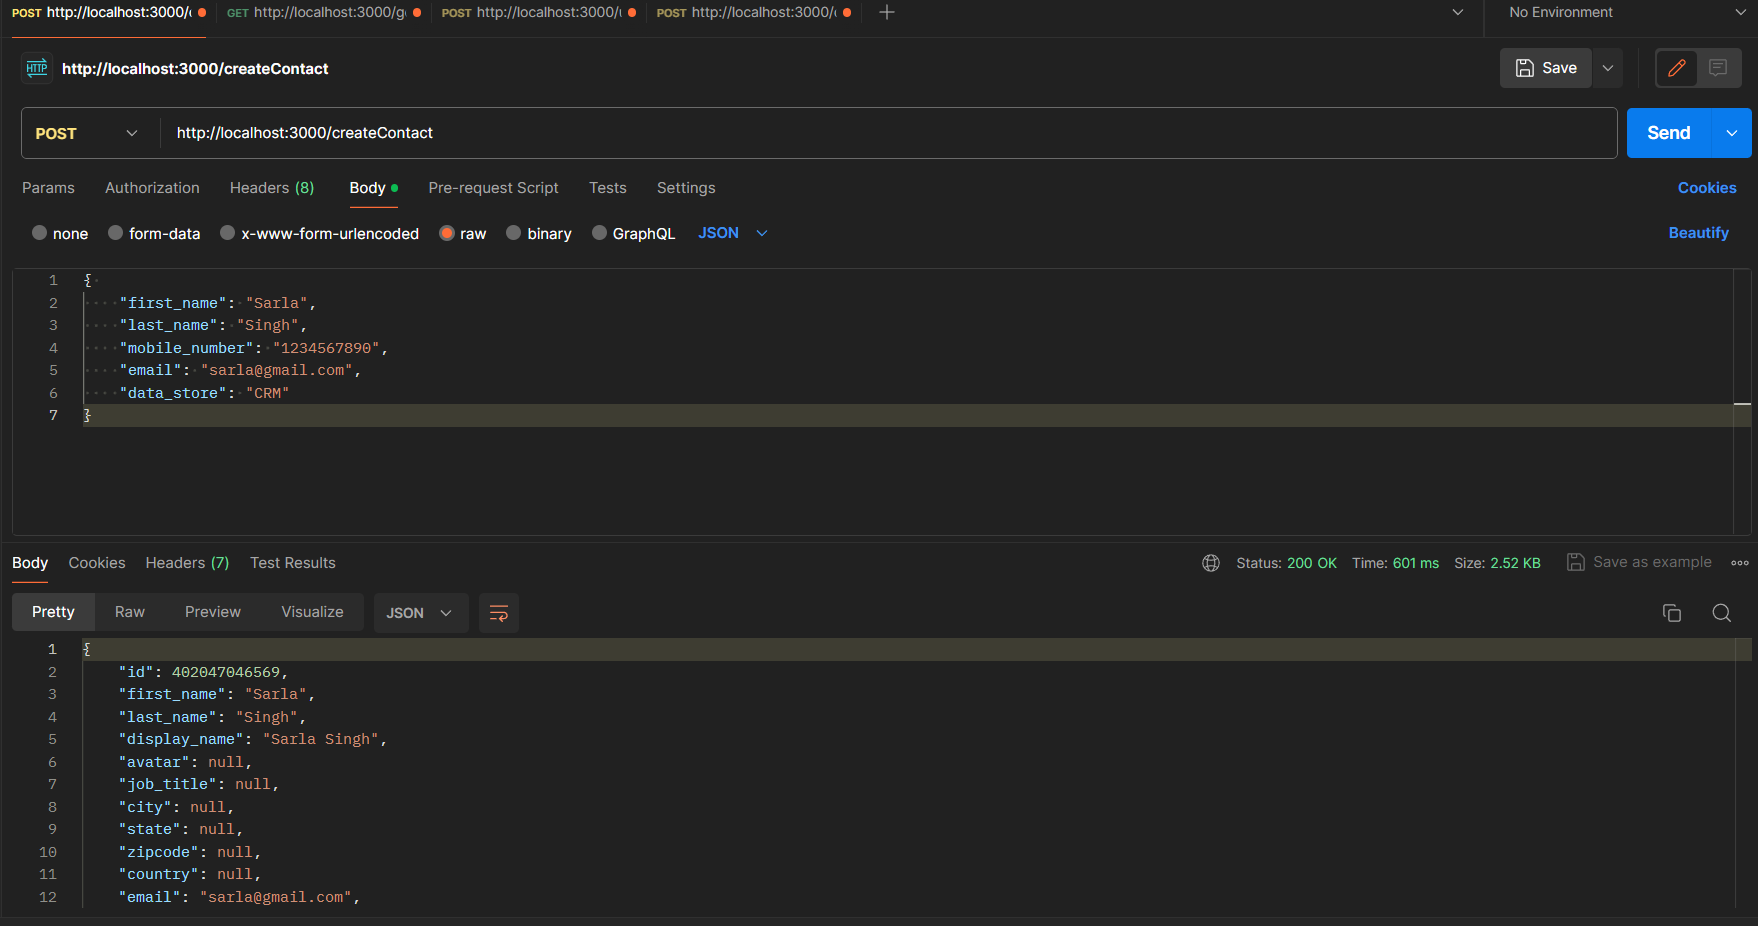 POST http://localhost:3000/ GET http://localhost:3000/g POST http://localhost:3000/ POST http://localhost:3000/ No Environment
HTTP http://localhost:3000/createContact Save
POST http://localhost:3000/createContact Send
Params Authorization Headers (8) Body Pre-request Script Tests Settings Cookies
none form-data x-www-form-urlencoded raw binary GraphQL JSON Beautify
1 {
2 "first_name": "Sarla",
3 "last_name": "Singh",
4 "mobile_number": "1234567890",
5 "email": "sarla@gmail.com",
6 "data_store": "CRM"
7 }
Body Cookies Headers (7) Test Results Status: 200 OK Time: 601 ms Size: 2.52 KB Save as example
Pretty Raw Preview Visualize JSON
1 {
2 "id": 402047046569,
3 "first_name": "Sarla",
4 "last_name": "Singh",
5 "display_name": "Sarla Singh",
6 "avatar": null,
7 "job_title": null,
8 "city": null,
9 "state": null,
10 "zipcode": null,
11 "country": null,
12 "email": "sarla@gmail.com",